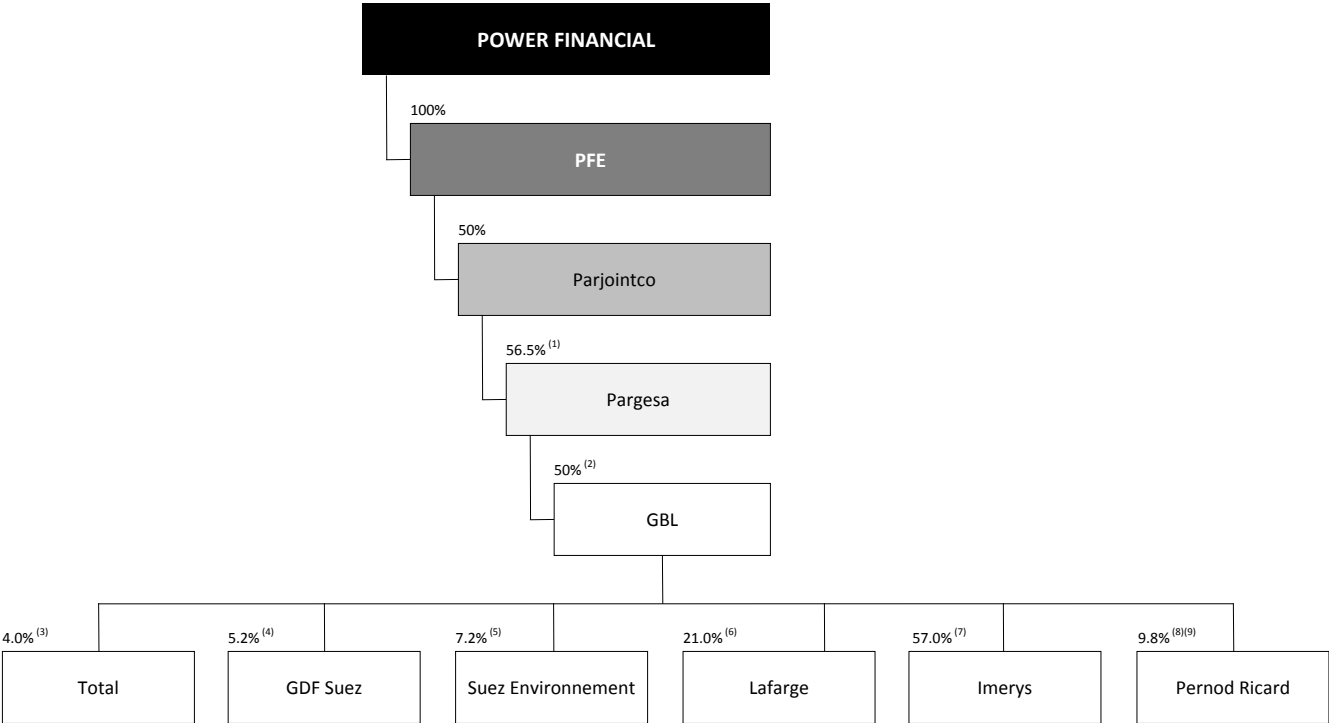 POWER FINANCIAL
100%
PFE
50%
Parjointco
56.5% (1)
Pargesa
50% (2)
GBL
4.0% (3)
Total
5.2% (4)
GDF Suez
7.2% (5)
Suez Environnement
21.0% (6)
Lafarge
57.0% (7)
Imerys
9.8% (8)(9)
Pernod Ricard